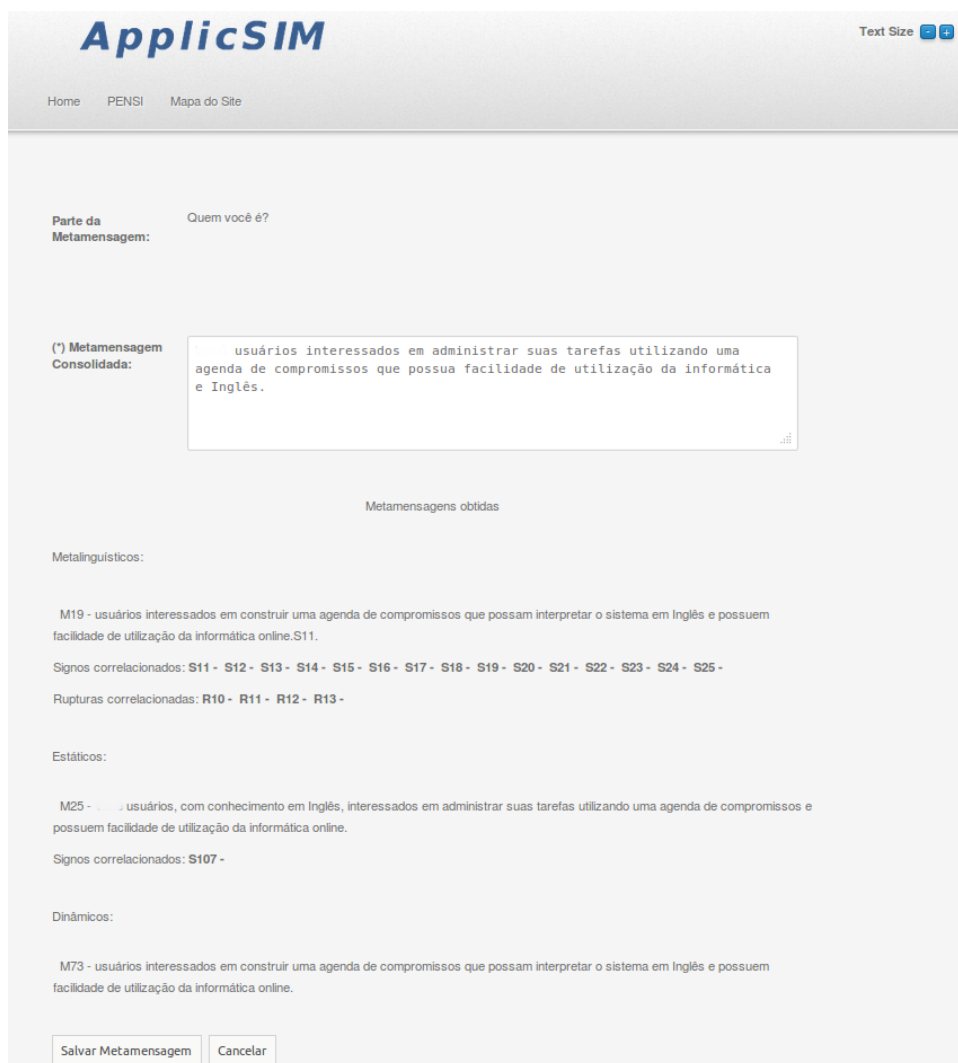 ApplicSIM
Text Size - +
Home PENSI Mapa do Site
Parte da
Metamensagem:
Quem você é?
(*) Metamensagem
Consolidada:
usuários interessados em administrar suas tarefas utilizando uma
agenda de compromissos que possua facilidade de utilização da informática
e Inglês.
Metamensagens obtidas
Metalinguísticos:
M19 - usuários interessados em construir uma agenda de compromissos que possam interpretar o sistema em Inglês e possuem
facilidade de utilização da informática online.S11.
Signos correlacionados: S11 - S12 - S13 - S14 - S15 - S16 - S17 - S18 - S19 - S20 - S21 - S22 - S23 - S24 - S25 -
Rupturas correlacionadas: R10 - R11 - R12 - R13 -
Estáticos:
M25 - usuários, com conhecimento em Inglês, interessados em administrar suas tarefas utilizando uma agenda de compromissos e
possuem facilidade de utilização da informática online.
Signos correlacionados: S107 -
Dinâmicos:
M73 - usuários interessados em construir uma agenda de compromissos que possam interpretar o sistema em Inglês e possuem
facilidade de utilização da informática online.
Salvar Metamensagem Cancelar